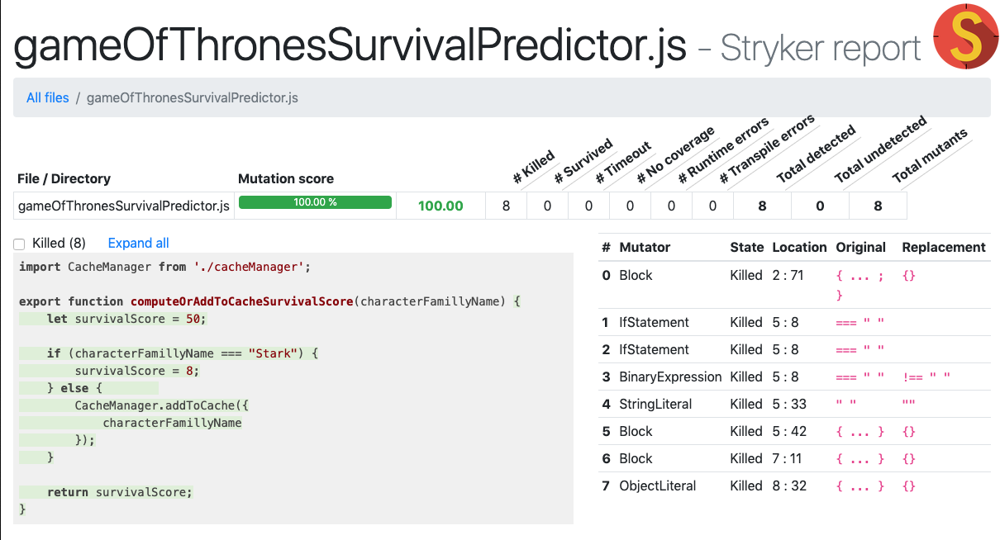 gameOfThronesSurvivalPredictor.js - Stryker report
S
All files / gameOfThronesSurvivalPredictor.js
File / Directory Mutation score # Killed # Survived # Timeout # No coverage # Runtime errors # Transpile errors Total detected Total undetected Total mutants
gameOfThronesSurvivalPredictor.js 100.00 % 100.00 8 0 0 0 0 0 8 0 8
Killed (8) Expand all
import CacheManager from './cacheManager';
export function computeOrAddToCacheSurvivalScore(characterFamillyName) {
let survivalScore = 50;
if (characterFamillyName === "Stark") {
survivalScore = 8;
} else {
CacheManager.addToCache({
characterFamillyName
});
}
return survivalScore;
}
# Mutator State Location Original Replacement
0 Block Killed 2 : 71 { ... ; {}
}
1 IfStatement Killed 5 : 8 === " "
2 IfStatement Killed 5 : 8 === " "
3 BinaryExpression Killed 5 : 8 === " " !== " "
4 StringLiteral Killed 5 : 33 " " ""
5 Block Killed 5 : 42 { ... } {}
6 Block Killed 7 : 11 { ... } {}
7 ObjectLiteral Killed 8 : 32 { ... } {}